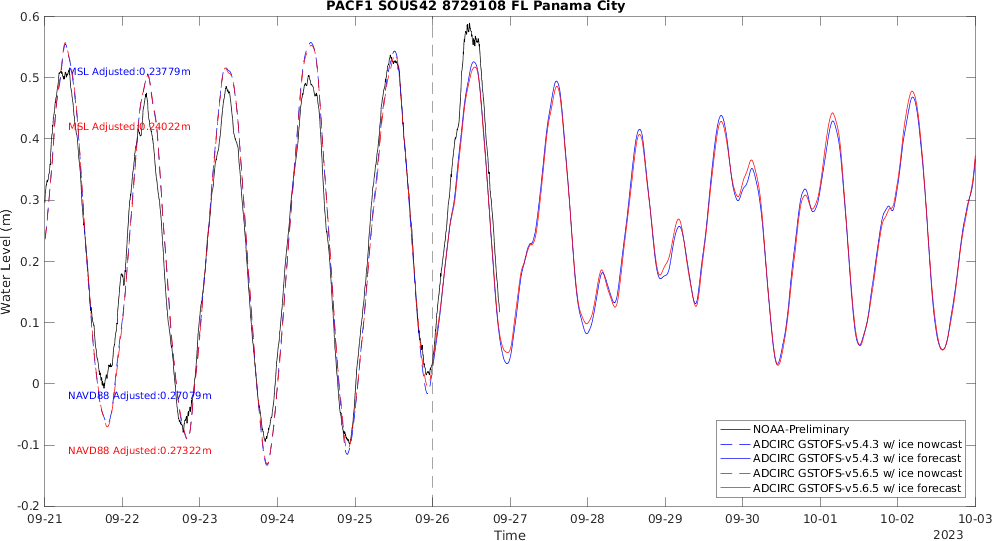 PACF1 SOUS42 8729108 FL Panama City
0.6
0.5
0.4
0.3
0.2
0.1
0
-0.1
-0.2
Water Level (m)
MSL Adjusted:0.23779m
MSL Adjusted:0.24022m
NAVD88 Adjusted:0.27079m
NAVD88 Adjusted:0.27322m
NOAA-Preliminary
ADCIRC GSTOFS-v5.4.3 w/ ice nowcast
ADCIRC GSTOFS-v5.4.3 w/ ice forecast
ADCIRC GSTOFS-v5.6.5 w/ ice nowcast
ADCIRC GSTOFS-v5.6.5 w/ ice forecast
09-21 09-22 09-23 09-24 09-25 09-26 09-27 09-28 09-29 09-30 10-01 10-02 10-03
Time
2023